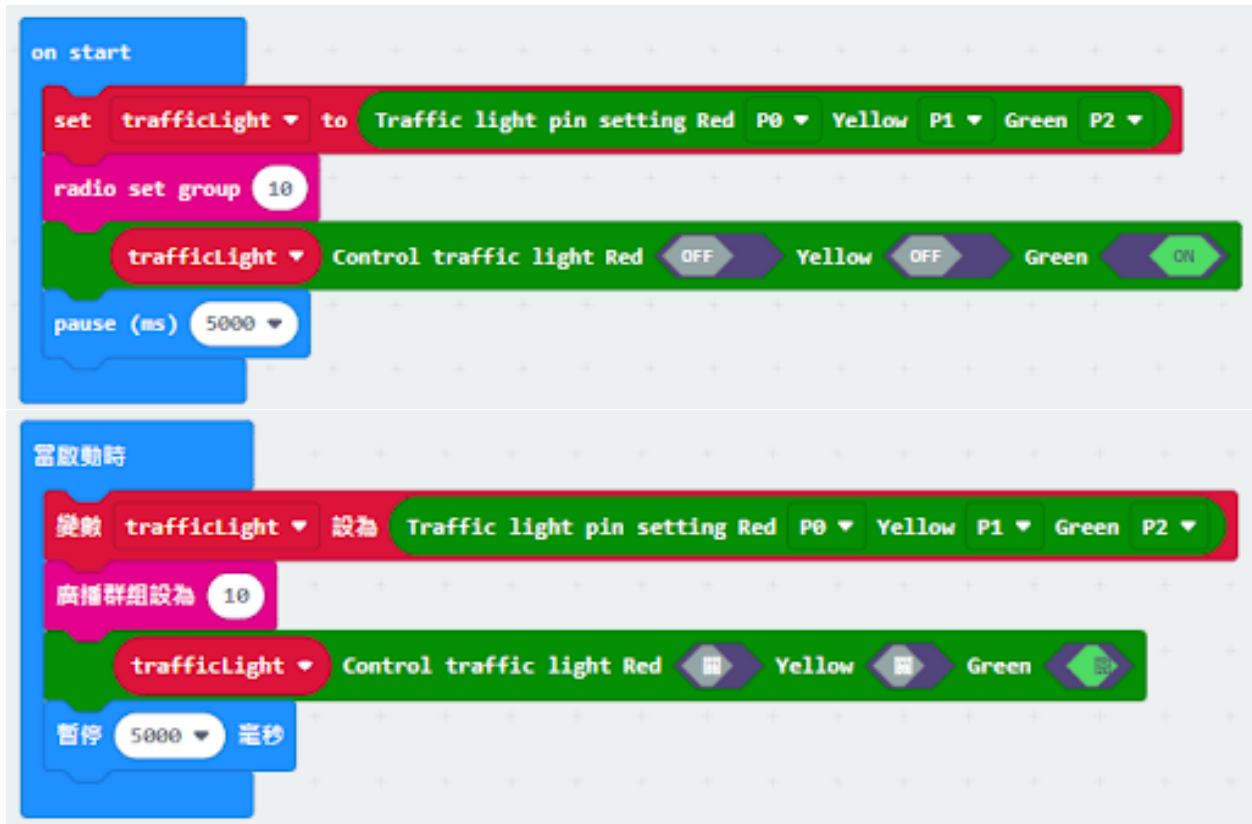 on start
set trafficLight to Traffic light pin setting Red P0 Yellow P1 Green P2
radio set group 10
trafficLight Control traffic light Red OFF Yellow OFF Green ON
pause (ms) 5000
當啟動時
變數 trafficLight 設為 Traffic light pin setting Red P0 Yellow P1 Green P2
廣播群組設為 10
trafficLight Control traffic light Red Yellow Green
暫停 5000 毫秒